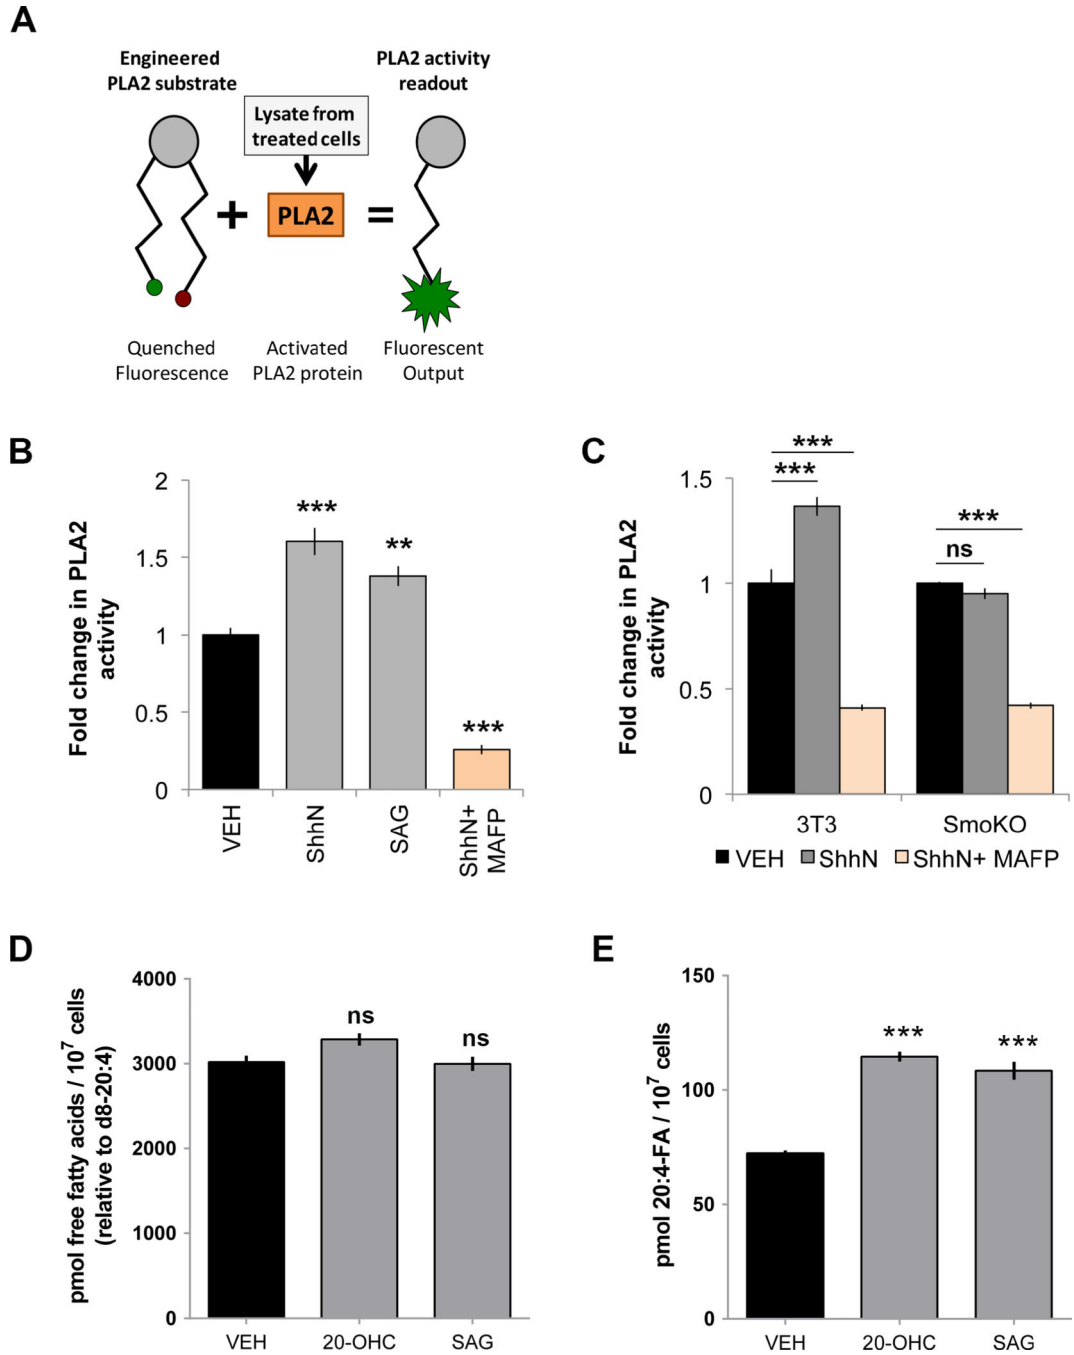 A
Engineered
PLA2 substrate
PLA2 activity
readout
Lysate from
treated cells
+
PLA2
=
Quenched
Fluorescence
Activated
PLA2 protein
Fluorescent
Output
B
Fold change in PLA2
activity
2
1.5
1
0.5
0
***
**
***
VEH
ShhN
SAG
ShhN+
MAFP
C
Fold change in PLA2
activity
1.5
1
0.5
0
***
***
***
ns
3T3
SmoKO
VEH
ShhN
ShhN+ MAFP
D
pmol free fatty acids / 10⁷ cells
(relative to d8-20:4)
4000
3000
2000
1000
0
ns
ns
VEH
20-OHC
SAG
E
pmol 20:4-FA / 10⁷ cells
150
100
50
0
***
***
VEH
20-OHC
SAG